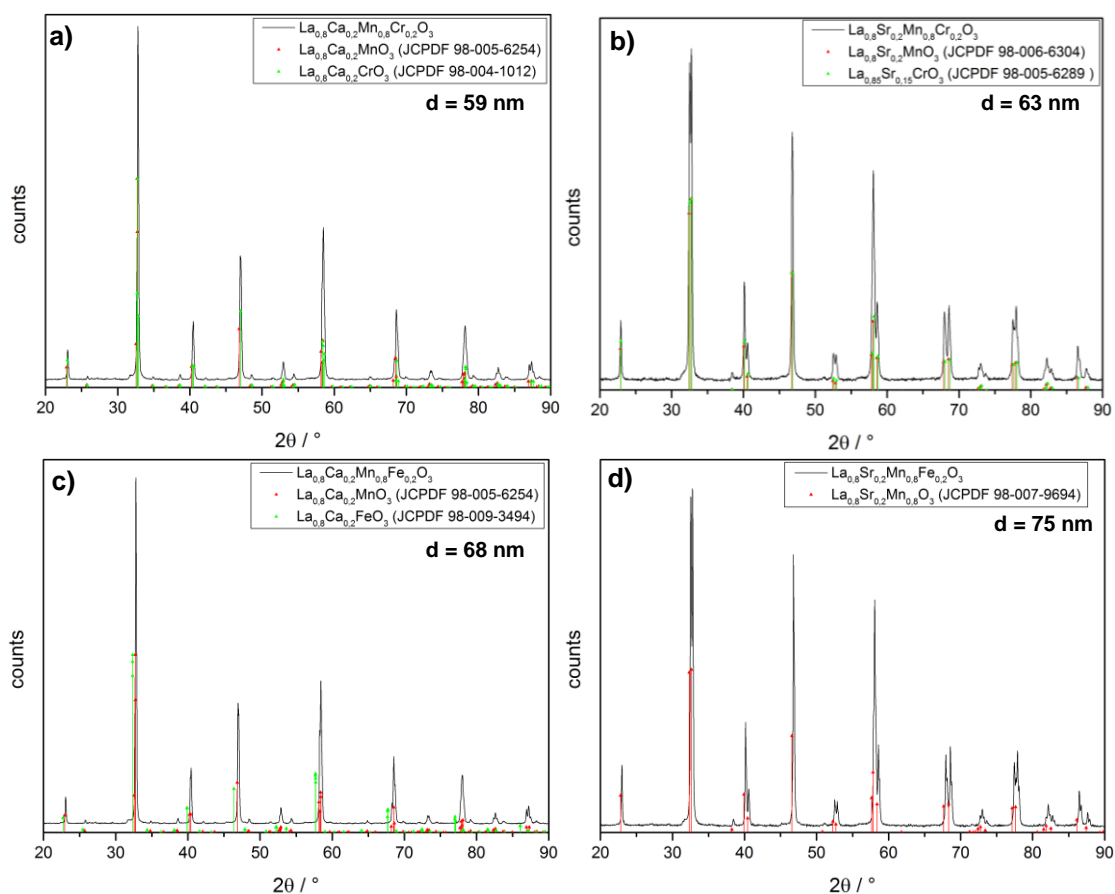 a)
La0,8Ca0,2Mn0,8Cr0,2O3
La0,8Ca0,2MnO3 (JCPDF 98-005-6254)
La0,8Ca0,2CrO3 (JCPDF 98-004-1012)
d = 59 nm
counts
20 30 40 50 60 70 80 90
2θ / °
b)
La0,8Sr0,2Mn0,8Cr0,2O3
La0,8Sr0,2MnO3 (JCPDF 98-006-6304)
La0,85Sr0,15CrO3 (JCPDF 98-005-6289 )
d = 63 nm
counts
20 30 40 50 60 70 80 90
2θ / °
c)
La0,8Ca0,2Mn0,8Fe0,2O3
La0,8Ca0,2MnO3 (JCPDF 98-005-6254)
La0,8Ca0,2FeO3 (JCPDF 98-009-3494)
d = 68 nm
counts
20 30 40 50 60 70 80 90
2θ / °
d)
La0,8Sr0,2Mn0,8Fe0,2O3
La0,8Sr0,2Mn0,8O3 (JCPDF 98-007-9694)
d = 75 nm
counts
20 30 40 50 60 70 80 90
2θ / °